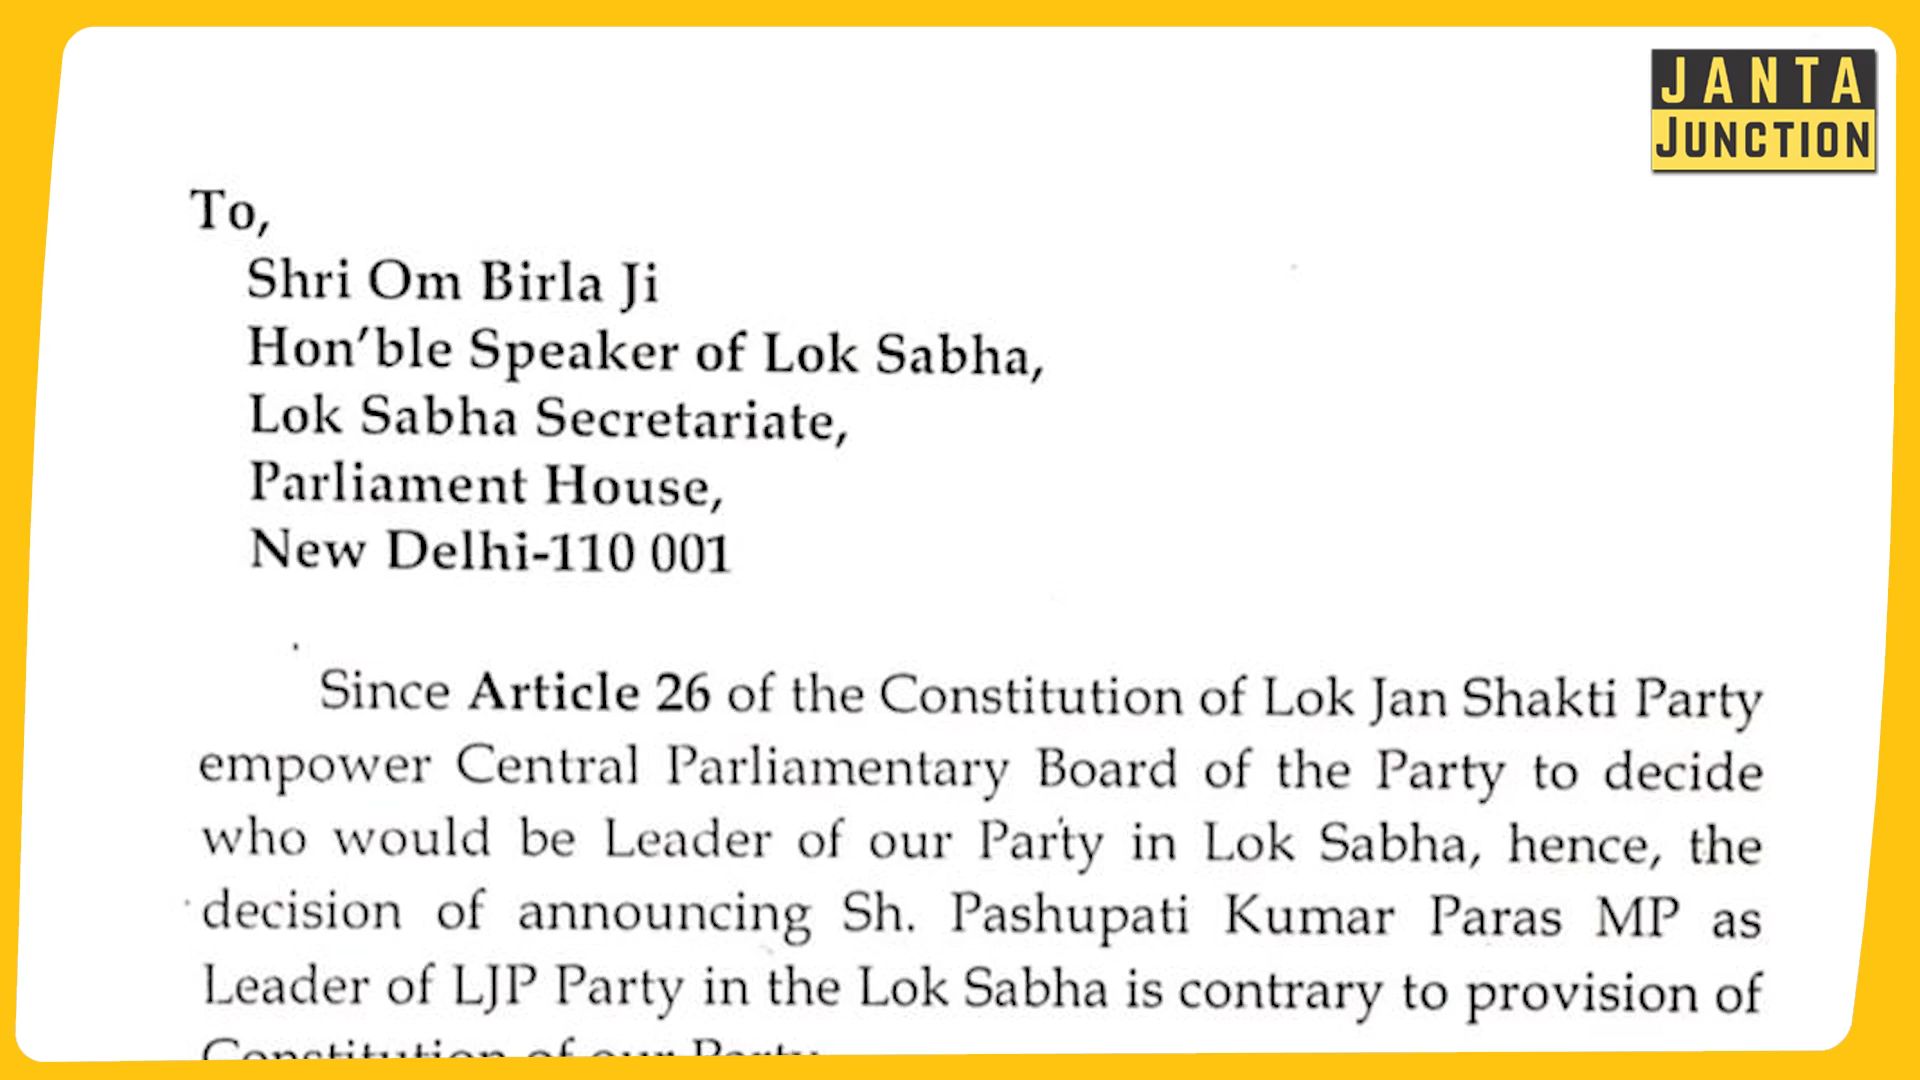 JANTA
JUNCTION
To,
Shri Om Birla Ji
Hon'ble Speaker of Lok Sabha,
Lok Sabha Secretariate,
Parliament House,
New Delhi-110 001
Since Article 26 of the Constitution of Lok Jan Shakti Party
empower Central Parliamentary Board of the Party to decide
who would be Leader of our Party in Lok Sabha, hence, the
decision of announcing Sh. Pashupati Kumar Paras MP as
Leader of LJP Party in the Lok Sabha is contrary to provision of
Constitution of our Party